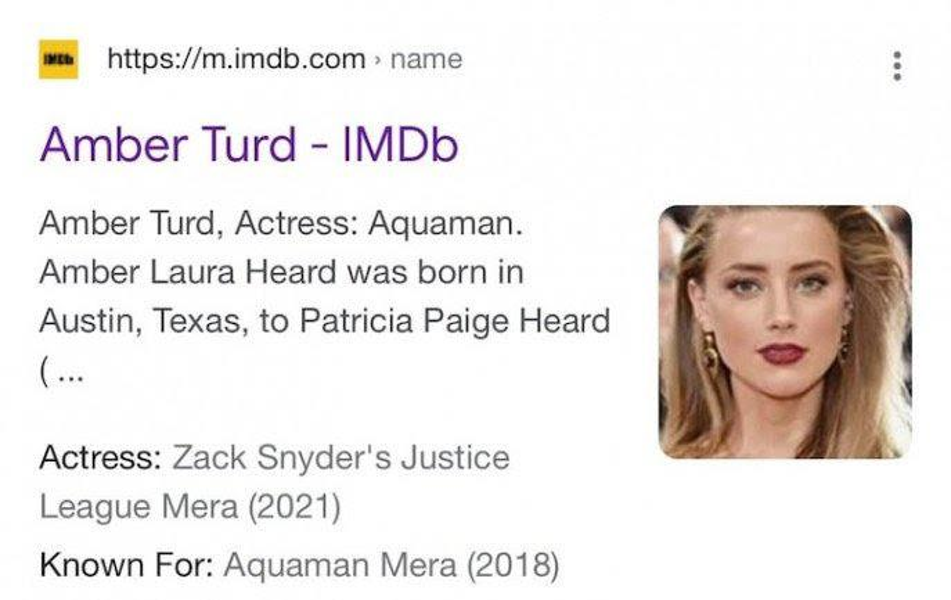 IMDb
https://m.imdb.com › name
Amber Turd - IMDb
Amber Turd, Actress: Aquaman.
Amber Laura Heard was born in
Austin, Texas, to Patricia Paige Heard
( ...
Actress: Zack Snyder's Justice
League Mera (2021)
Known For: Aquaman Mera (2018)